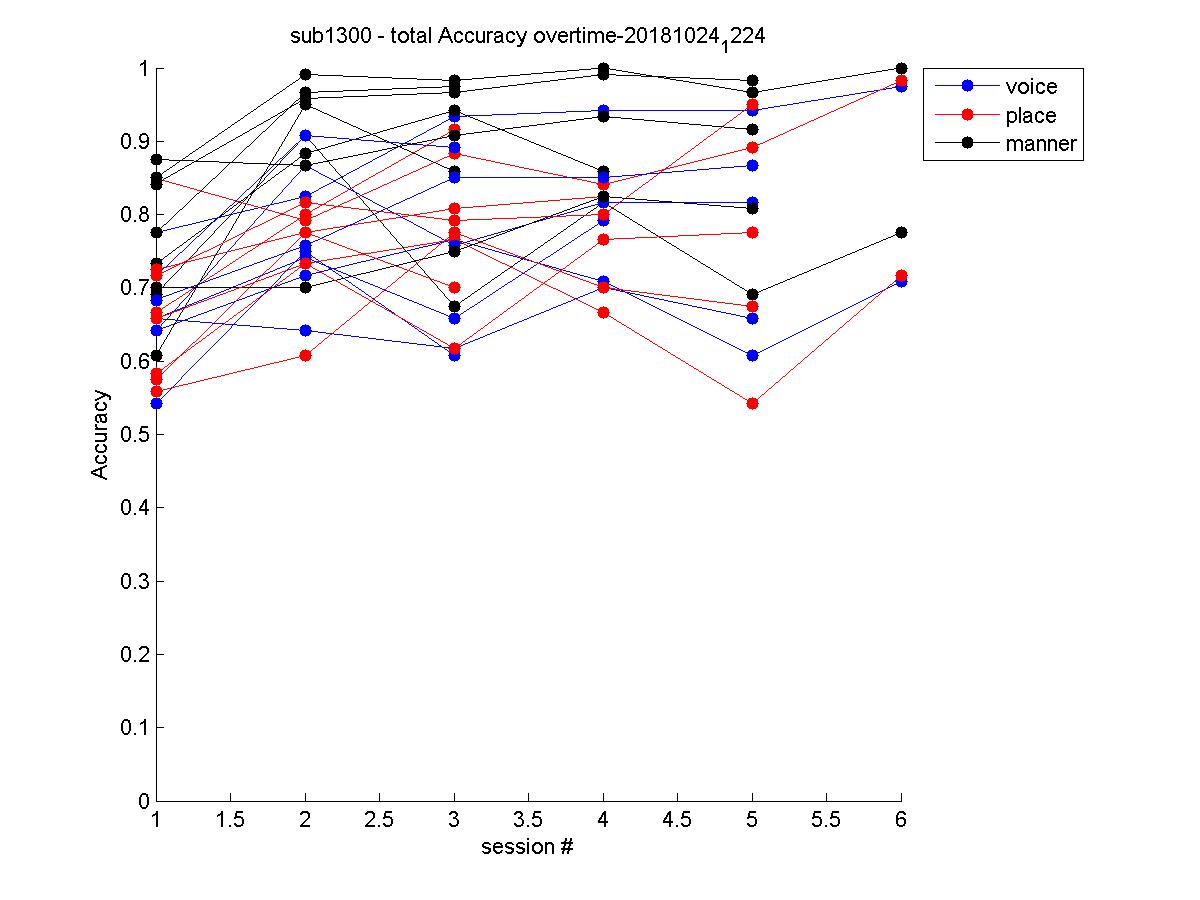 sub1300 - total Accuracy overtime-20181024₁224
voice
place
manner
1
0.9
0.8
0.7
0.6
0.5
0.4
0.3
0.2
0.1
0
Accuracy
1 1.5 2 2.5 3 3.5 4 4.5 5 5.5 6
session #